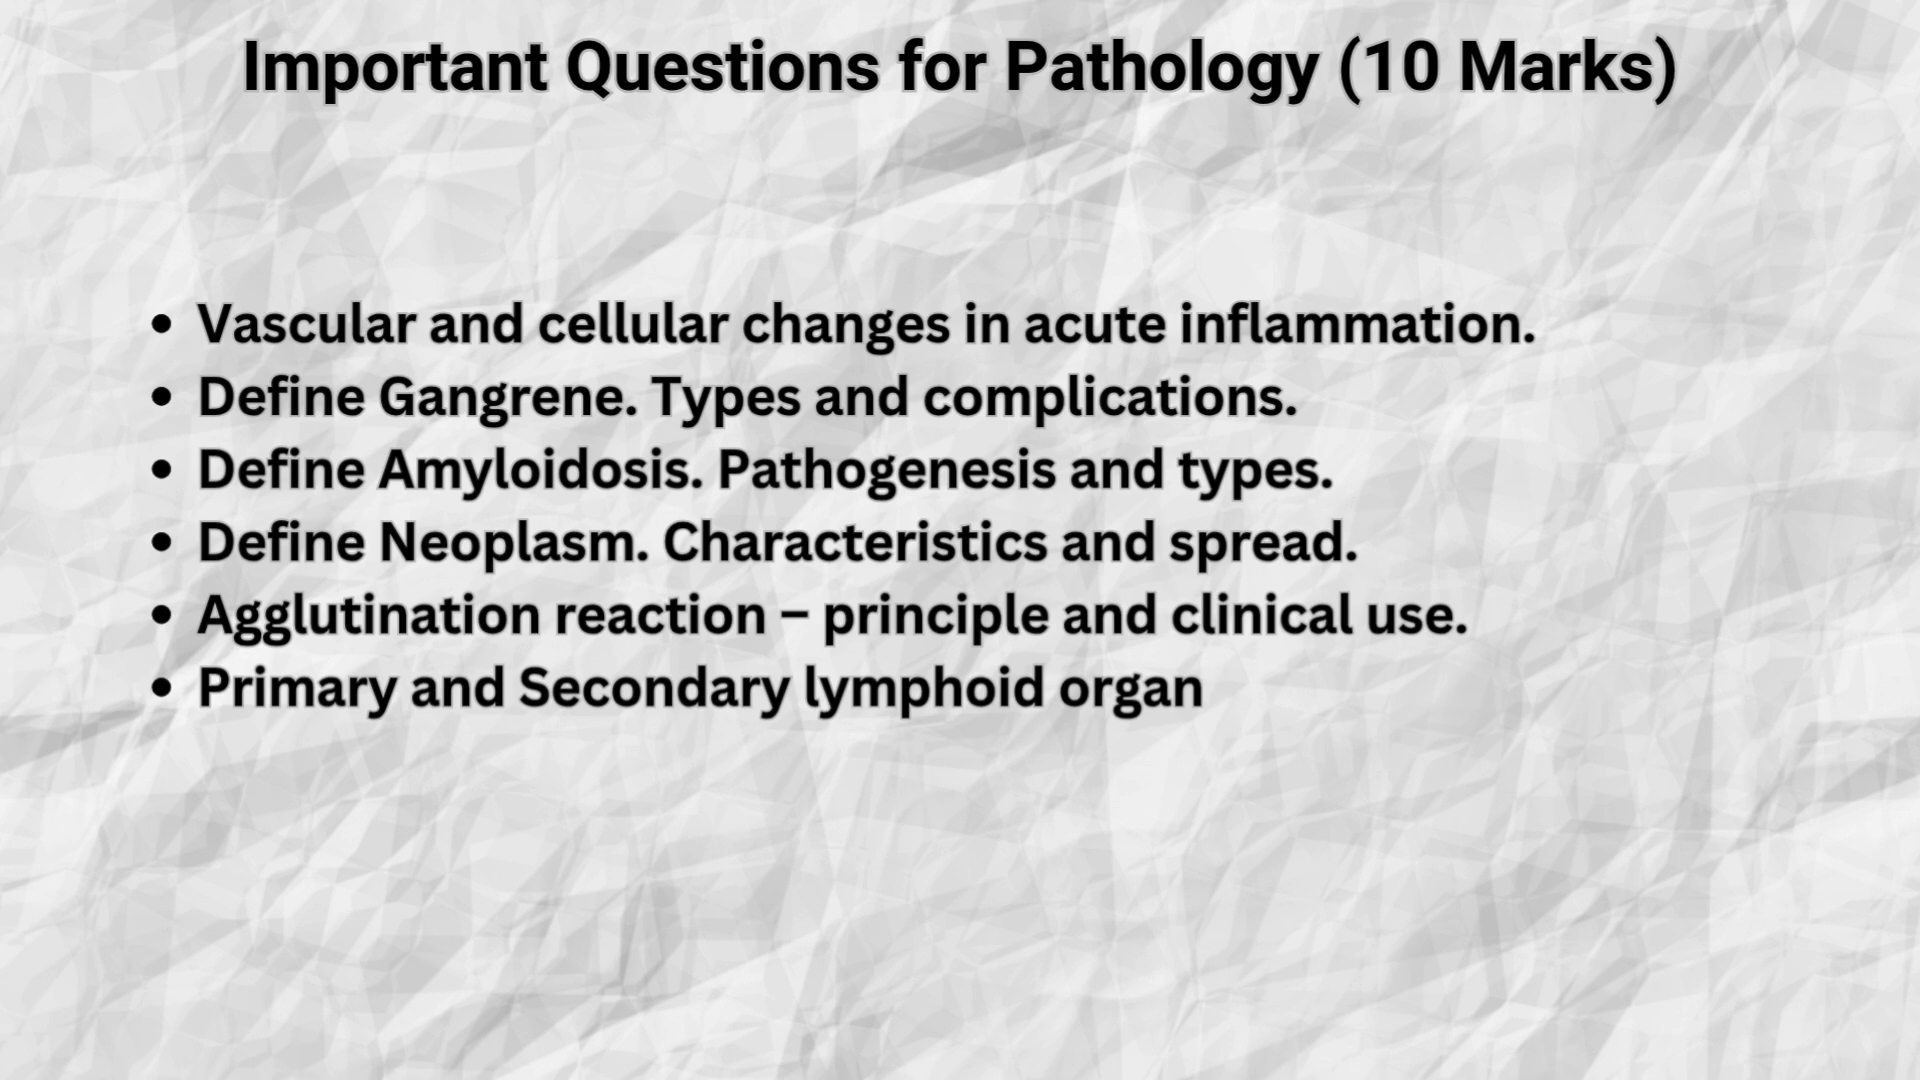 Important Questions for Pathology (10 Marks)
• Vascular and cellular changes in acute inflammation.
• Define Gangrene. Types and complications.
• Define Amyloidosis. Pathogenesis and types.
• Define Neoplasm. Characteristics and spread.
• Agglutination reaction – principle and clinical use.
• Primary and Secondary lymphoid organ